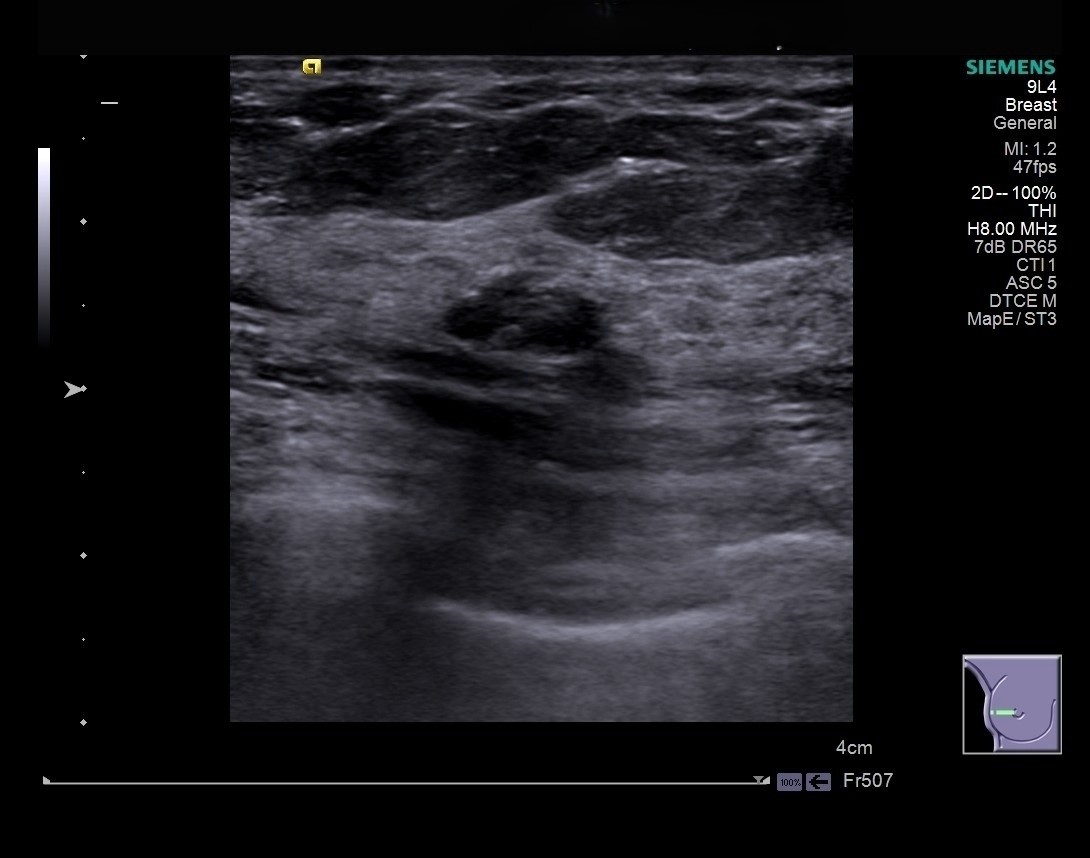 SIEMENS
9L4
Breast
General
MI: 1.2
47fps
2D--100%
THI
H8.00 MHz
7dB DR65
CTI 1
ASC 5
DTCE M
MapE / ST3
4cm
100%
Fr507